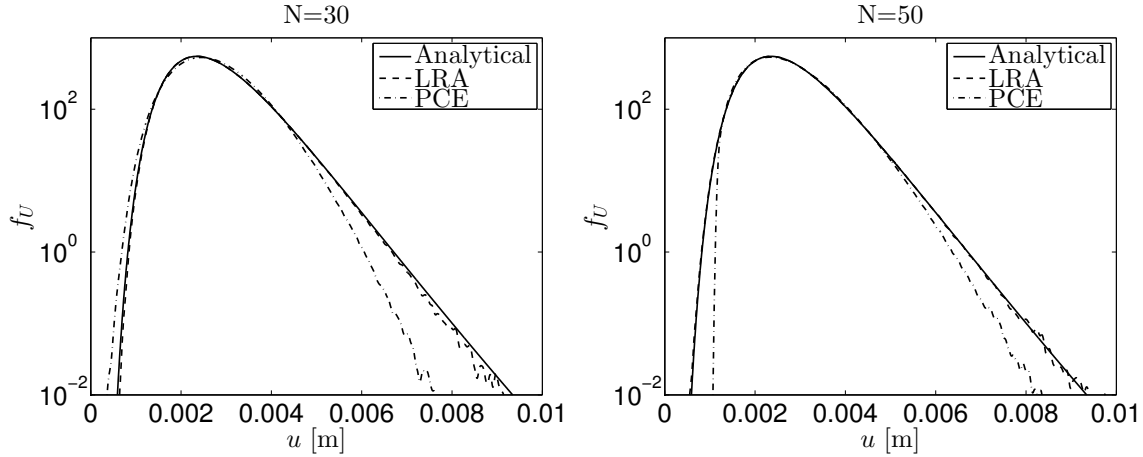 N=30
Analytical
LRA
PCE
10^2
10^0
10^-2
f_U
0 0.002 0.004 0.006 0.008 0.01
u [m]
N=50
Analytical
LRA
PCE
10^2
10^0
10^-2
f_U
0 0.002 0.004 0.006 0.008 0.01
u [m]